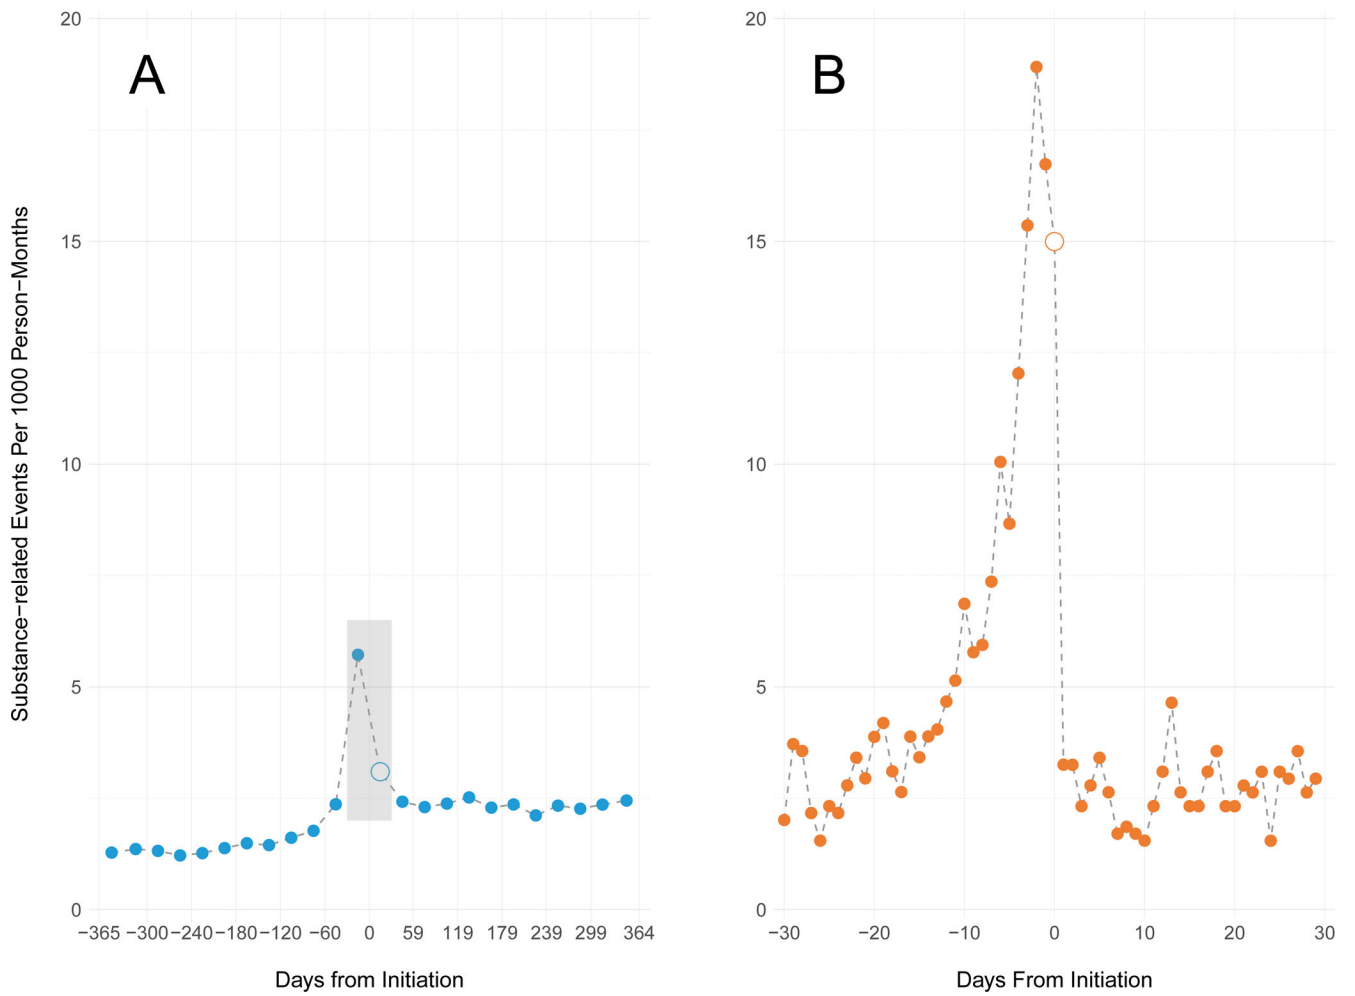 A
B
Substance−related Events Per 1000 Person−Months
20
15
10
5
0
−365 −300 −240 −180 −120 −60 0 59 119 179 239 299 364
Days from Initiation
20
15
10
5
0
−30 −20 −10 0 10 20 30
Days From Initiation